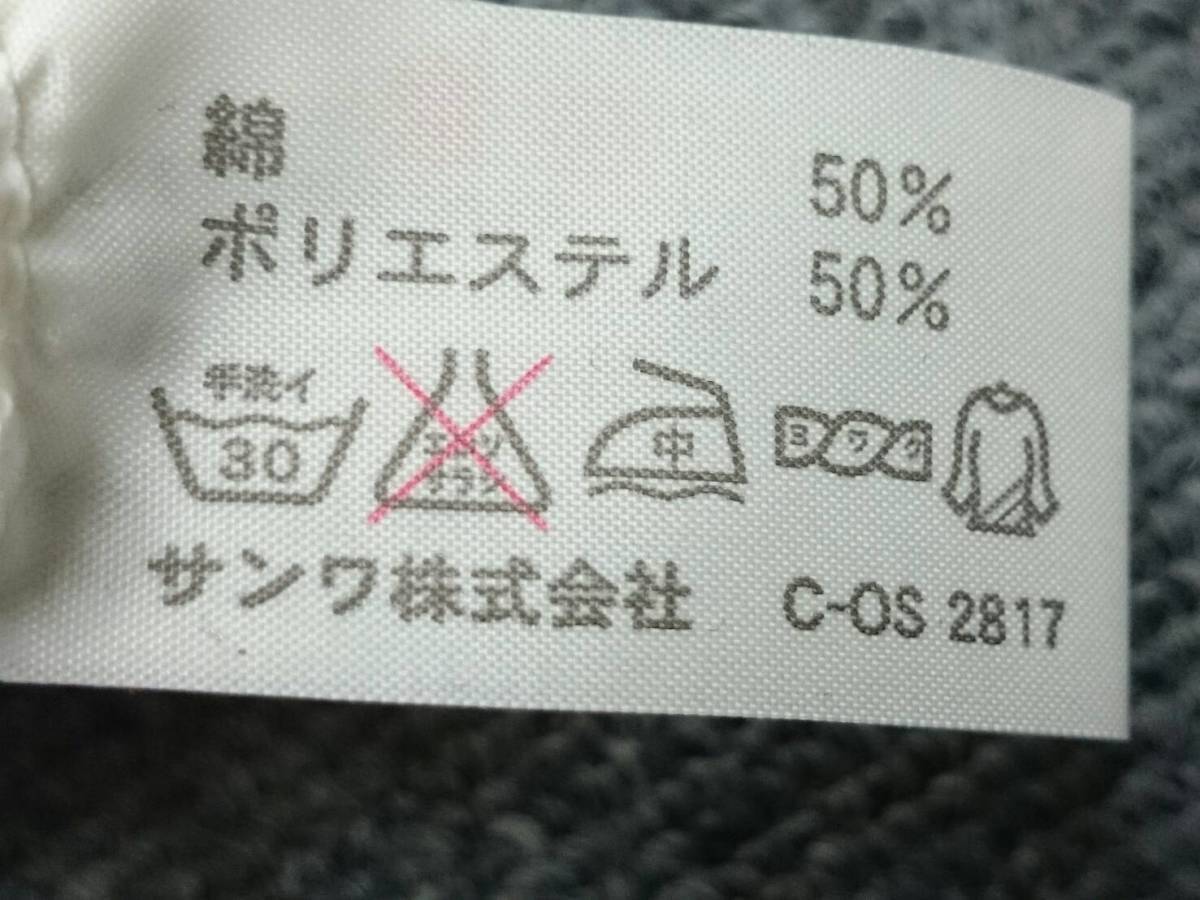 綿 50%
ポリエステル 50%
手洗イ
30
エンソ
サラシ
中
ヨワク
サンワ株式会社 C-OS 2817